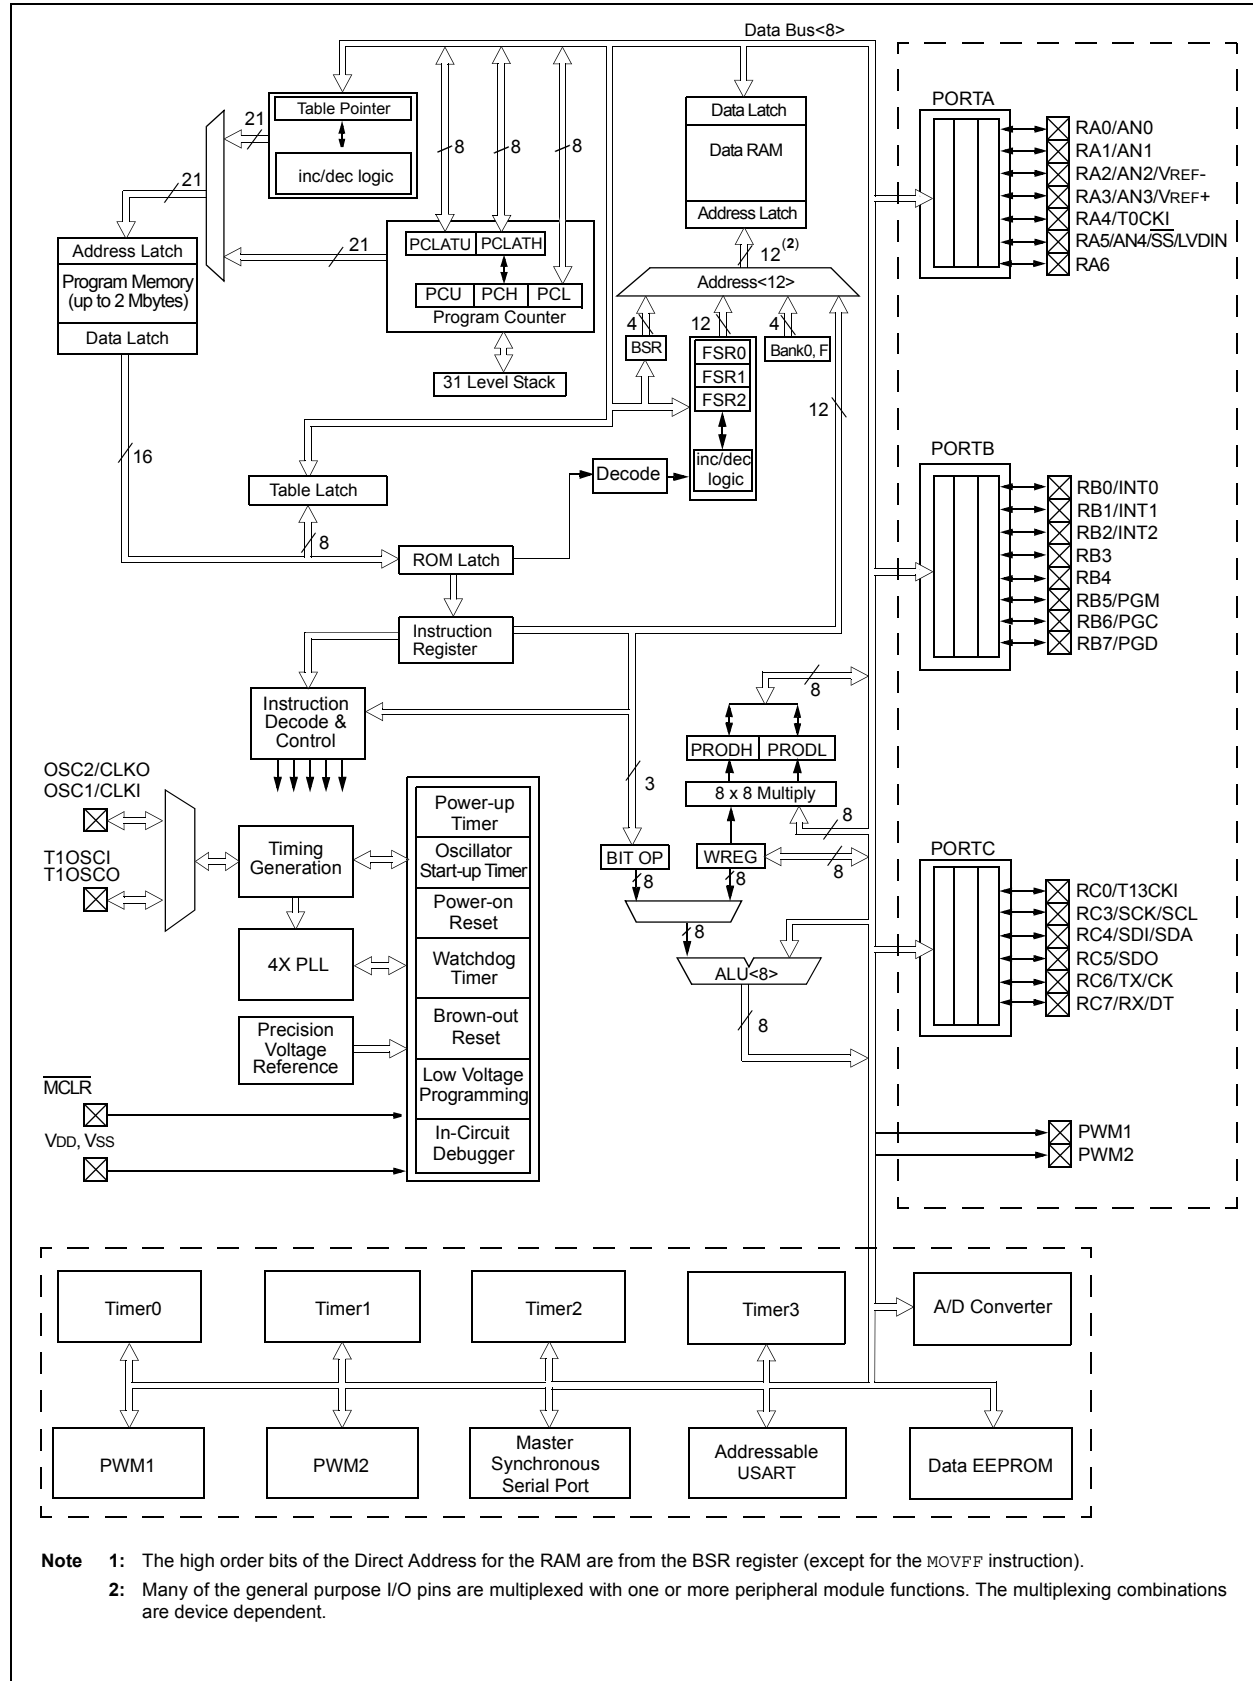 Data Bus<8>
Table Pointer
21
inc/dec logic
8
8
8
Data Latch
Data RAM
Address Latch
PORTA
RA0/AN0
RA1/AN1
RA2/AN2/VREF-
RA3/AN3/VREF+
RA4/T0CKI
RA5/AN4/SS/LVDIN
RA6
21
Address Latch
Program Memory
(up to 2 Mbytes)
Data Latch
21
PCLATU
PCLATH
PCU
PCH
PCL
Program Counter
31 Level Stack
12(2)
Address<12>
4
12
4
BSR
FSR0
FSR1
FSR2
inc/dec
logic
Bank0, F
12
16
Table Latch
8
Decode
ROM Latch
Instruction
Register
PORTB
RB0/INT0
RB1/INT1
RB2/INT2
RB3
RB4
RB5/PGM
RB6/PGC
RB7/PGD
Instruction
Decode &
Control
8
PRODH
PRODL
8 x 8 Multiply
3
8
BIT OP
WREG
8
8
8
8
ALU<8>
8
OSC2/CLKO
OSC1/CLKI
T1OSCI
T1OSCO
Timing
Generation
4X PLL
Precision
Voltage
Reference
MCLR
VDD, VSS
Power-up
Timer
Oscillator
Start-up Timer
Power-on
Reset
Watchdog
Timer
Brown-out
Reset
Low Voltage
Programming
In-Circuit
Debugger
PORTC
RC0/T13CKI
RC3/SCK/SCL
RC4/SDI/SDA
RC5/SDO
RC6/TX/CK
RC7/RX/DT
PWM1
PWM2
Timer0
Timer1
Timer2
Timer3
A/D Converter
PWM1
PWM2
Master
Synchronous
Serial Port
Addressable
USART
Data EEPROM
Note 1: The high order bits of the Direct Address for the RAM are from the BSR register (except for the MOVFF instruction).
2: Many of the general purpose I/O pins are multiplexed with one or more peripheral module functions. The multiplexing combinations
are device dependent.